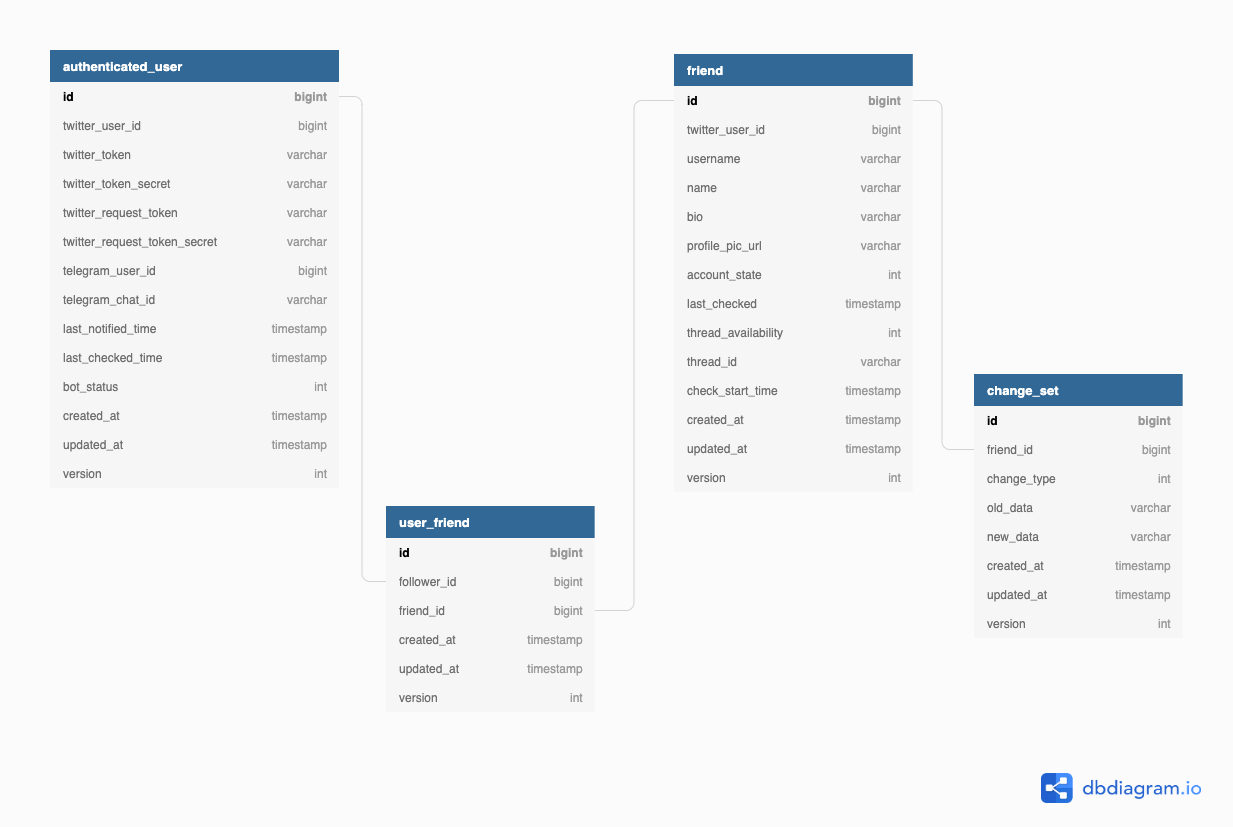 authenticated_user
id bigint
twitter_user_id bigint
twitter_token varchar
twitter_token_secret varchar
twitter_request_token varchar
twitter_request_token_secret varchar
telegram_user_id bigint
telegram_chat_id varchar
last_notified_time timestamp
last_checked_time timestamp
bot_status int
created_at timestamp
updated_at timestamp
version int
user_friend
id bigint
follower_id bigint
friend_id bigint
created_at timestamp
updated_at timestamp
version int
friend
id bigint
twitter_user_id bigint
username varchar
name varchar
bio varchar
profile_pic_url varchar
account_state int
last_checked timestamp
thread_availability int
thread_id varchar
check_start_time timestamp
created_at timestamp
updated_at timestamp
version int
change_set
id bigint
friend_id bigint
change_type int
old_data varchar
new_data varchar
created_at timestamp
updated_at timestamp
version int
dbdiagram.io